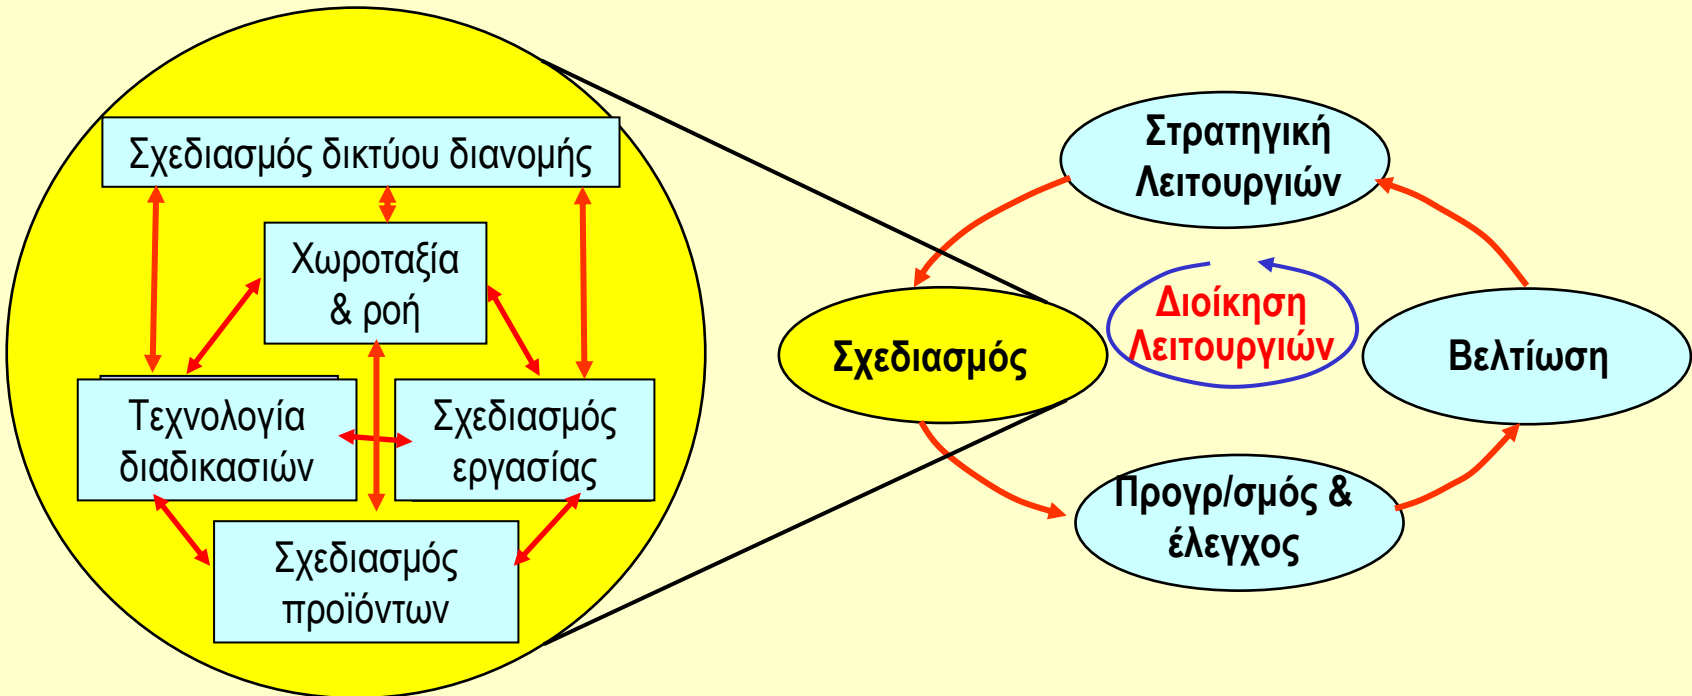 Σχεδιασμός δικτύου διανομής
Χωροταξία
& ροή
Τεχνολογία
διαδικασιών
Σχεδιασμός
εργασίας
Σχεδιασμός
προϊόντων
Στρατηγική
Λειτουργιών
Σχεδιασμός
Διοίκηση
Λειτουργιών
Βελτίωση
Προγρ/σμός &
έλεγχος